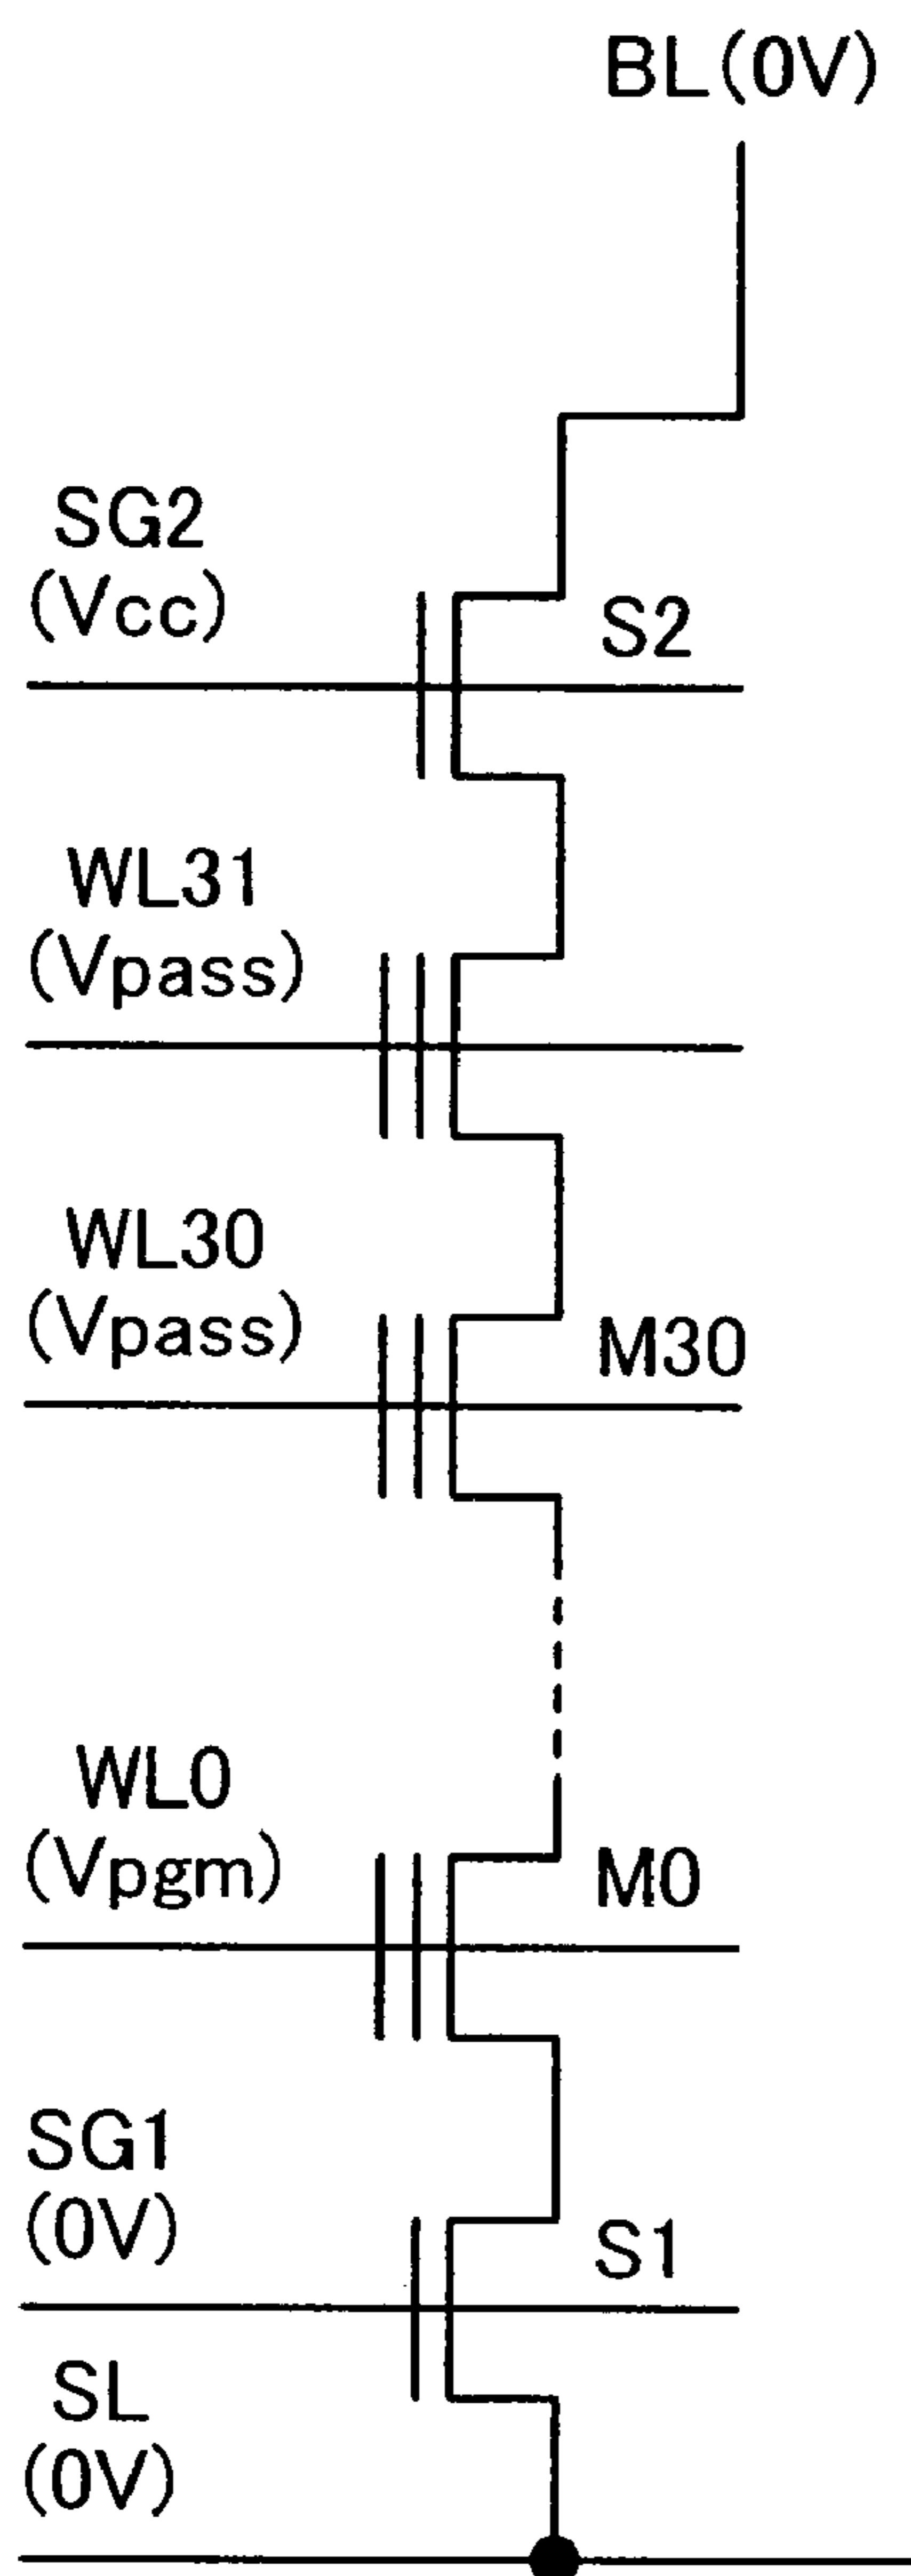 BL(0V)
SG2
(Vcc)
S2
WL31
(Vpass)
WL30
(Vpass)
M30
WL0
(Vpgm)
M0
SG1
(0V)
S1
SL
(0V)